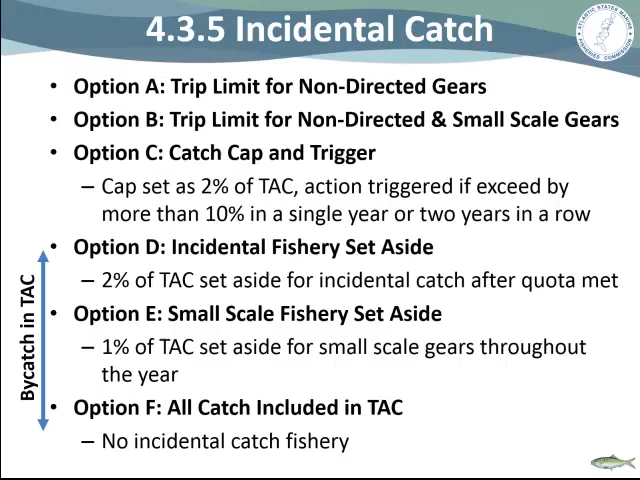 4.3.5 Incidental Catch
ATLANTIC STATES MARINE
FISHERIES COMMISSION
• Option A: Trip Limit for Non-Directed Gears
• Option B: Trip Limit for Non-Directed & Small Scale Gears
• Option C: Catch Cap and Trigger
– Cap set as 2% of TAC, action triggered if exceed by
more than 10% in a single year or two years in a row
• Option D: Incidental Fishery Set Aside
– 2% of TAC set aside for incidental catch after quota met
• Option E: Small Scale Fishery Set Aside
– 1% of TAC set aside for small scale gears throughout
the year
• Option F: All Catch Included in TAC
– No incidental catch fishery
Bycatch in TAC